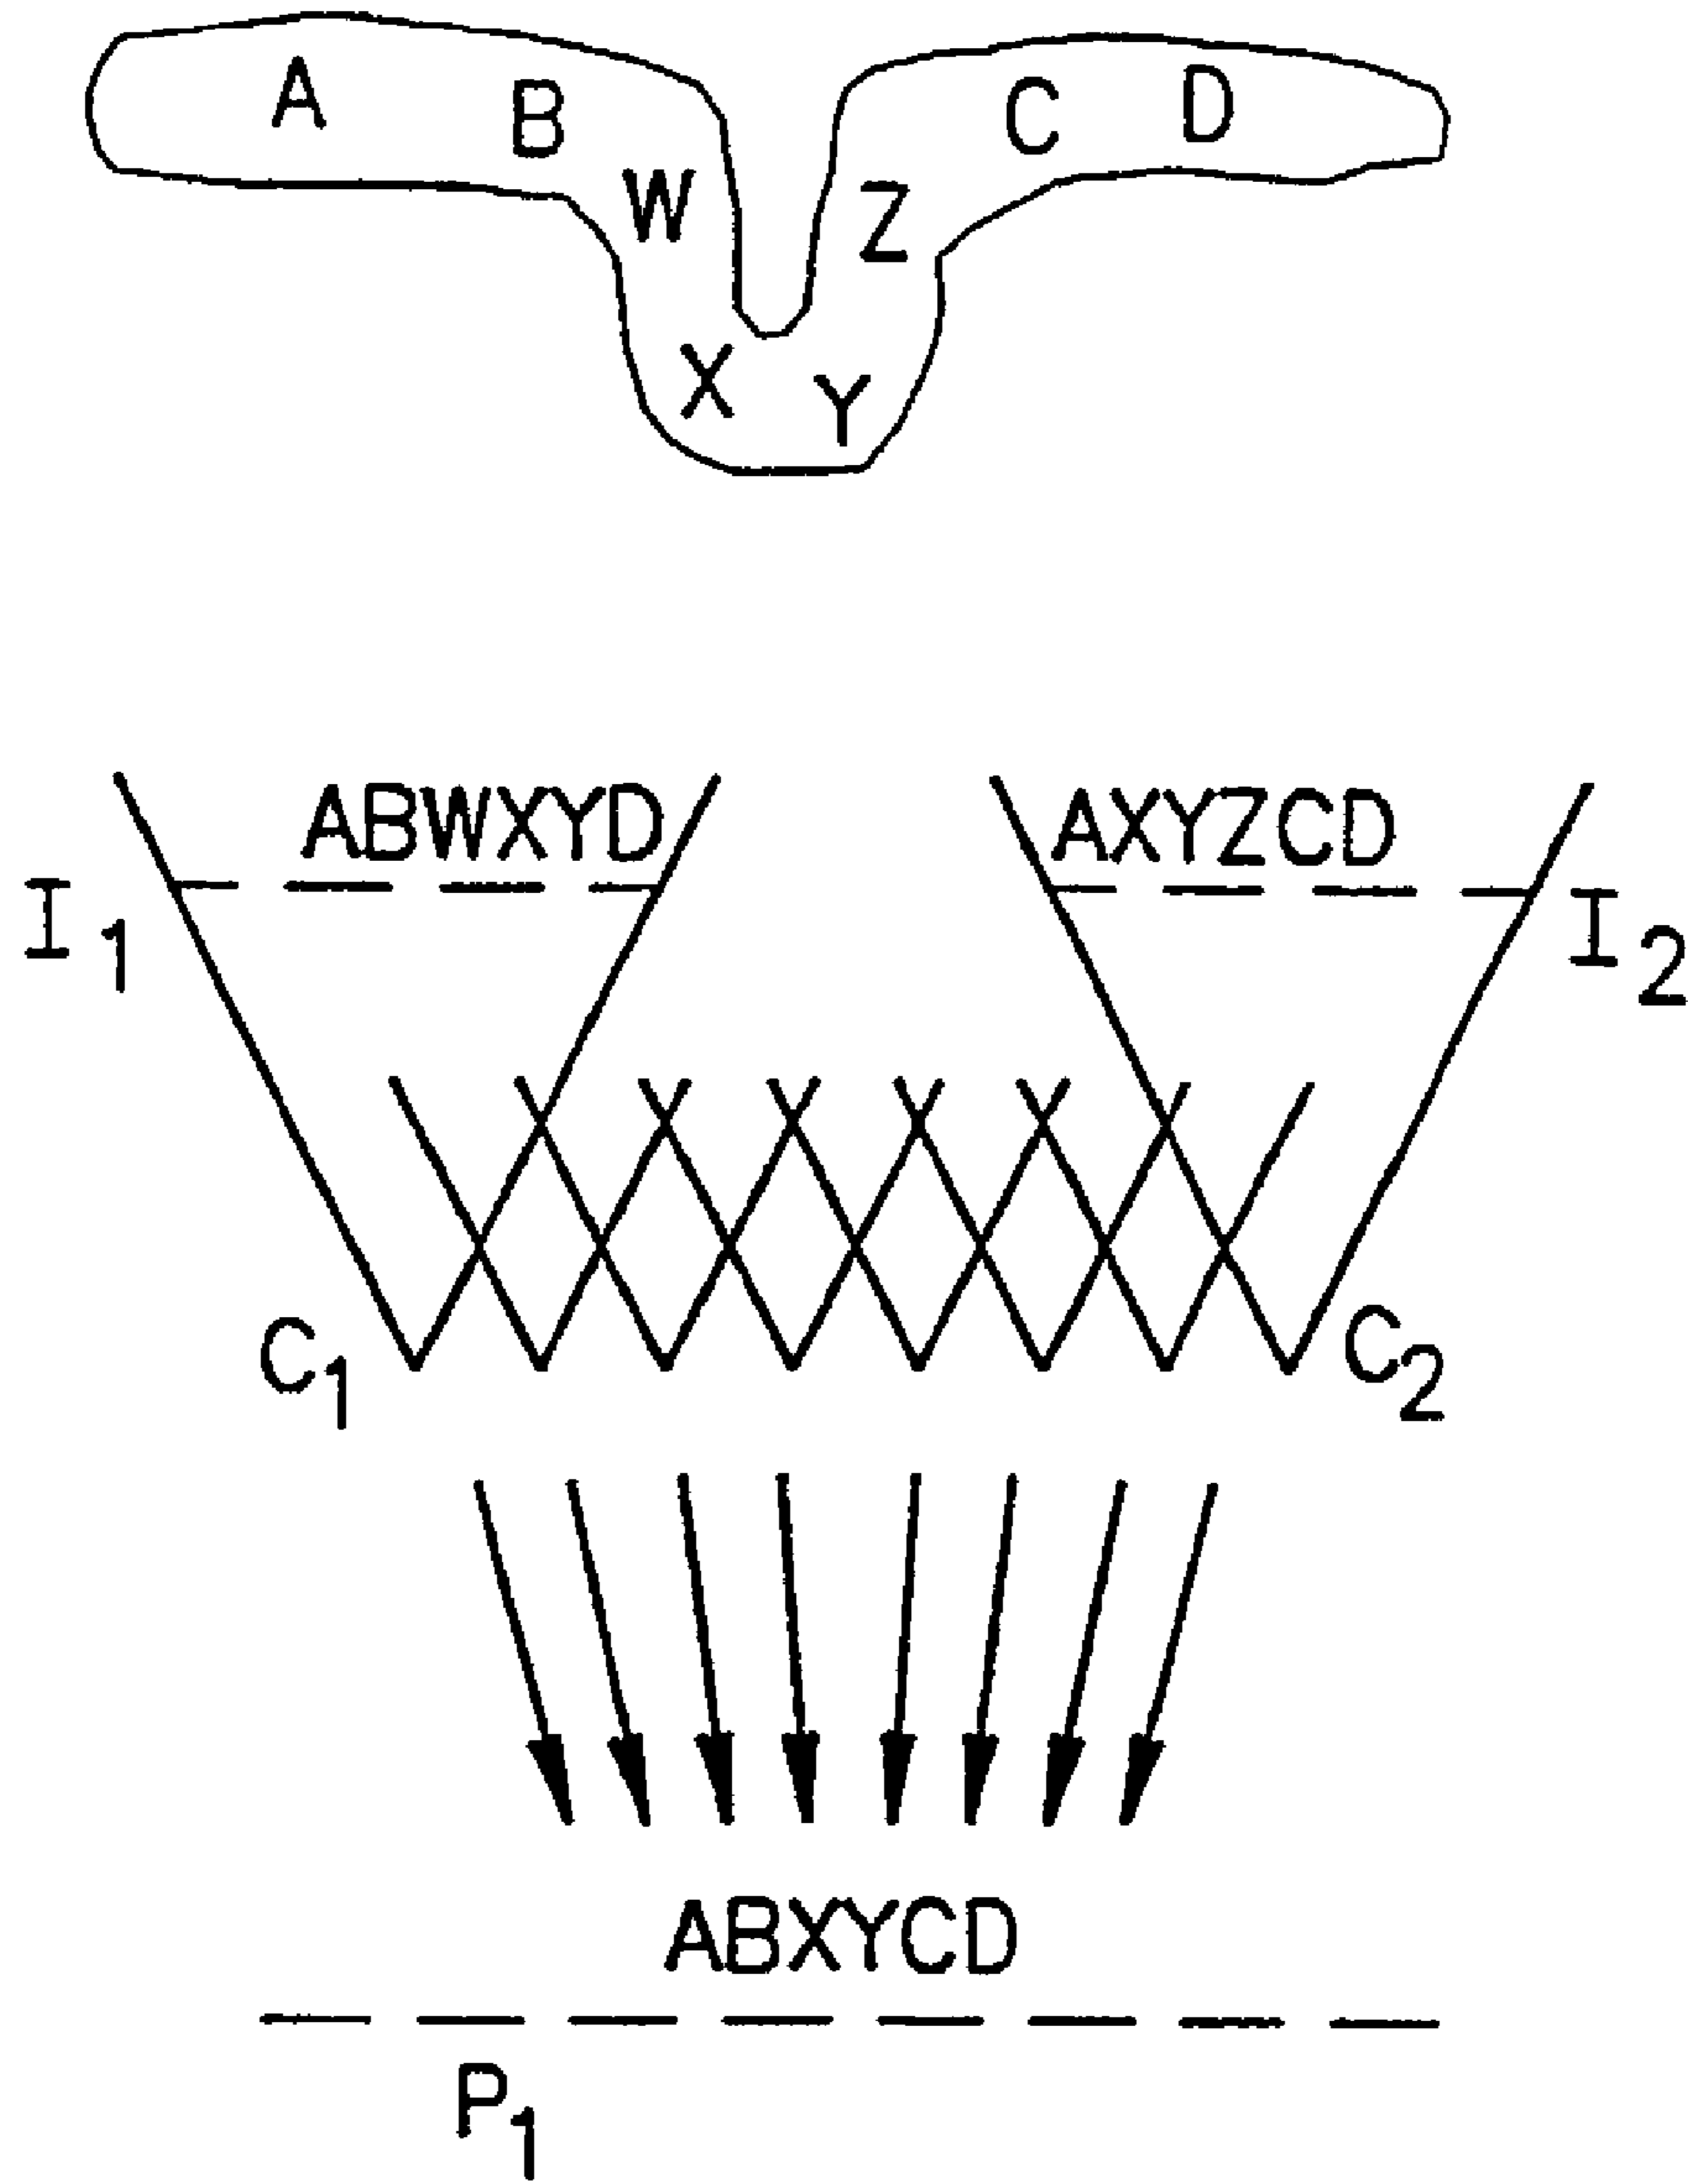 A B C D
W Z
X Y
ABWXYD AXYZCD
I1 I2
C1 C2
ABXYCD
P1